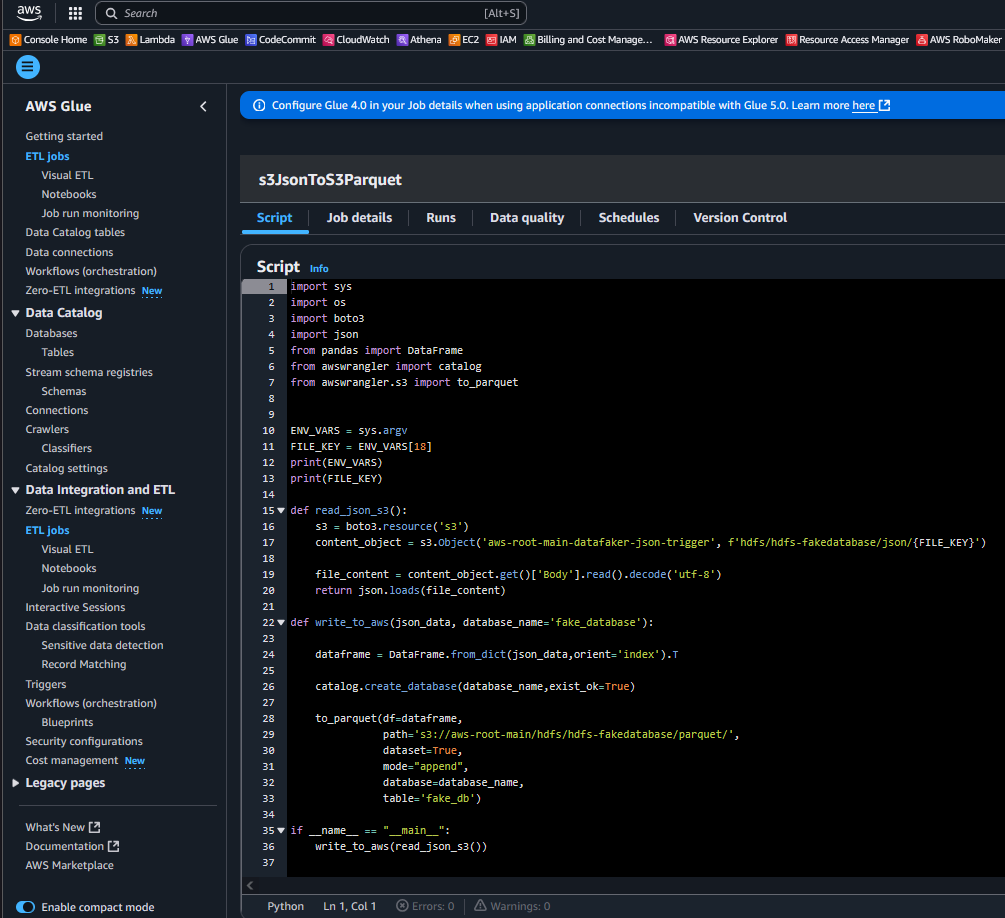 aws
Search [Alt+S]
Console Home S3 Lambda AWS Glue CodeCommit CloudWatch Athena EC2 IAM Billing and Cost Manage... AWS Resource Explorer Resource Access Manager AWS RoboMaker
AWS Glue
Getting started
ETL jobs
Visual ETL
Notebooks
Job run monitoring
Data Catalog tables
Data connections
Workflows (orchestration)
Zero-ETL integrations New
Data Catalog
Databases
Tables
Stream schema registries
Schemas
Connections
Crawlers
Classifiers
Catalog settings
Data Integration and ETL
Zero-ETL integrations New
ETL jobs
Visual ETL
Notebooks
Job run monitoring
Interactive Sessions
Data classification tools
Sensitive data detection
Record Matching
Triggers
Workflows (orchestration)
Blueprints
Security configurations
Cost management New
Legacy pages
What's New
Documentation
AWS Marketplace
Enable compact mode
Configure Glue 4.0 in your Job details when using application connections incompatible with Glue 5.0. Learn more here
s3JsonToS3Parquet
Script Job details Runs Data quality Schedules Version Control
Script Info
1 import sys
2 import os
3 import boto3
4 import json
5 from pandas import DataFrame
6 from awswrangler import catalog
7 from awswrangler.s3 import to_parquet
8
9
10 ENV_VARS = sys.argv
11 FILE_KEY = ENV_VARS[18]
12 print(ENV_VARS)
13 print(FILE_KEY)
14
15 def read_json_s3():
16     s3 = boto3.resource('s3')
17     content_object = s3.Object('aws-root-main-datafaker-json-trigger', f'hdfs/hdfs-fakedatabase/json/{FILE_KEY}')
18
19     file_content = content_object.get()['Body'].read().decode('utf-8')
20     return json.loads(file_content)
21
22 def write_to_aws(json_data, database_name='fake_database'):
23
24     dataframe = DataFrame.from_dict(json_data,orient='index').T
25
26     catalog.create_database(database_name,exist_ok=True)
27
28     to_parquet(df=dataframe,
29                path='s3://aws-root-main/hdfs/hdfs-fakedatabase/parquet/',
30                dataset=True,
31                mode="append",
32                database=database_name,
33                table='fake_db')
34
35 if __name__ == "__main__":
36     write_to_aws(read_json_s3())
37
Python Ln 1, Col 1 Errors: 0 Warnings: 0